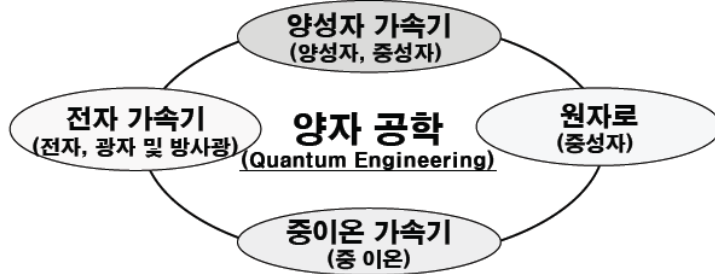 양성자 가속기
(양성자, 중성자)
전자 가속기
(전자, 광자 및 방사광)
양자 공학
(Quantum Engineering)
원자로
(중성자)
중이온 가속기
(중 이온)